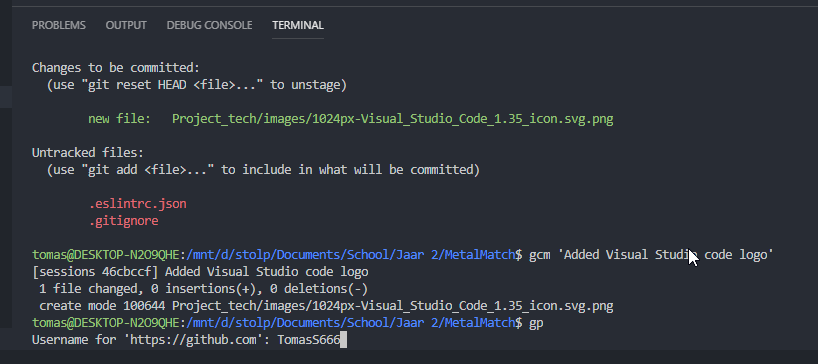 PROBLEMS OUTPUT DEBUG CONSOLE TERMINAL
Changes to be committed:
(use "git reset HEAD <file>..." to unstage)
new file: Project_tech/images/1024px-Visual_Studio_Code_1.35_icon.svg.png
Untracked files:
(use "git add <file>..." to include in what will be committed)
.eslintrc.json
.gitignore
tomas@DESKTOP-N2O9QHE:/mnt/d/stolp/Documents/School/Jaar 2/MetalMatch$ gcm 'Added Visual Studio code logo'
[sessions 46cbccf] Added Visual Studio code logo
1 file changed, 0 insertions(+), 0 deletions(-)
create mode 100644 Project_tech/images/1024px-Visual_Studio_Code_1.35_icon.svg.png
tomas@DESKTOP-N2O9QHE:/mnt/d/stolp/Documents/School/Jaar 2/MetalMatch$ gp
Username for 'https://github.com': TomasS666